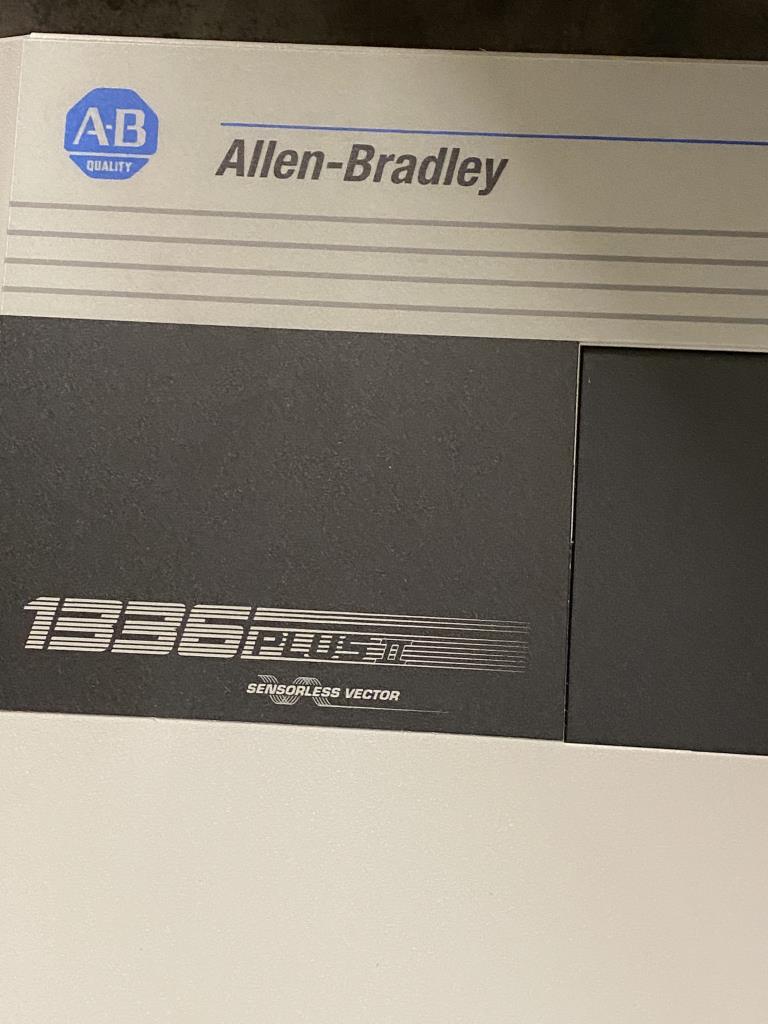 A-B
QUALITY
Allen-Bradley
1336 PLUS II
SENSORLESS VECTOR